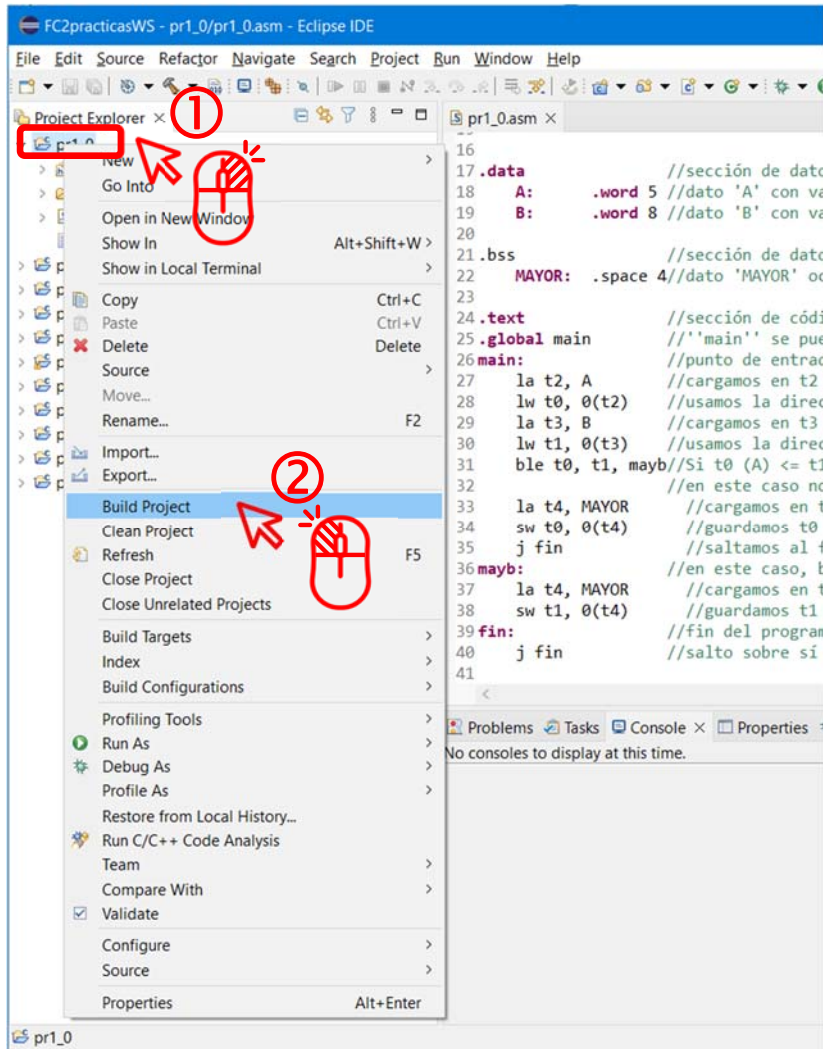 FC2practicasWS - pr1_0/pr1_0.asm - Eclipse IDE
File Edit Source Refactor Navigate Search Project Run Window Help
Project Explorer
1
pr1_0.asm
pr1_0
New
Go Into
Open in New Window
Show In Alt+Shift+W
Show in Local Terminal
Copy Ctrl+C
Paste Ctrl+V
Delete Delete
Source
Move...
Rename... F2
Import...
Export...
2
Build Project
Clean Project
Refresh F5
Close Project
Close Unrelated Projects
Build Targets
Index
Build Configurations
Profiling Tools
Run As
Debug As
Profile As
Restore from Local History...
Run C/C++ Code Analysis
Team
Compare With
Validate
Configure
Source
Properties Alt+Enter
16
17 .data //sección de dato
18 A: .word 5 //dato 'A' con va
19 B: .word 8 //dato 'B' con va
20
21 .bss //sección de dato
22 MAYOR: .space 4//dato 'MAYOR' oc
23
24 .text //sección de códi
25 .global main //''main'' se pue
26 main: //punto de entrad
27 la t2, A //cargamos en t2
28 lw t0, 0(t2) //usamos la direc
29 la t3, B //cargamos en t3
30 lw t1, 0(t3) //usamos la direc
31 ble t0, t1, mayb//Si t0 (A) <= t1
32 //en este caso no
33 la t4, MAYOR //cargamos en t
34 sw t0, 0(t4) //guardamos t0
35 j fin //saltamos al f
36 mayb: //en este caso, b
37 la t4, MAYOR //cargamos en t
38 sw t1, 0(t4) //guardamos t1
39 fin: //fin del program
40 j fin //salto sobre sí
41
Problems Tasks Console Properties
No consoles to display at this time.
pr1_0